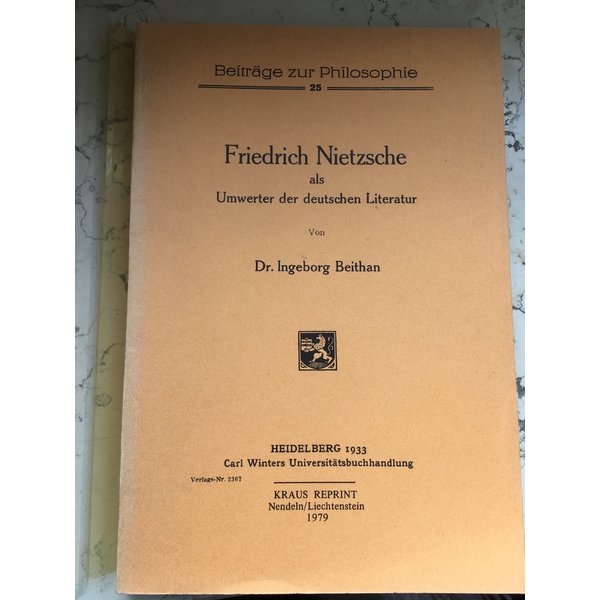 Beiträge zur Philosophie
25
Friedrich Nietzsche
als
Umwerter der deutschen Literatur
Von
Dr. Ingeborg Beithan
HEIDELBERG 1933
Carl Winters Universitätsbuchhandlung
Verlags-Nr. 2367
KRAUS REPRINT
Nendeln/Liechtenstein
1979